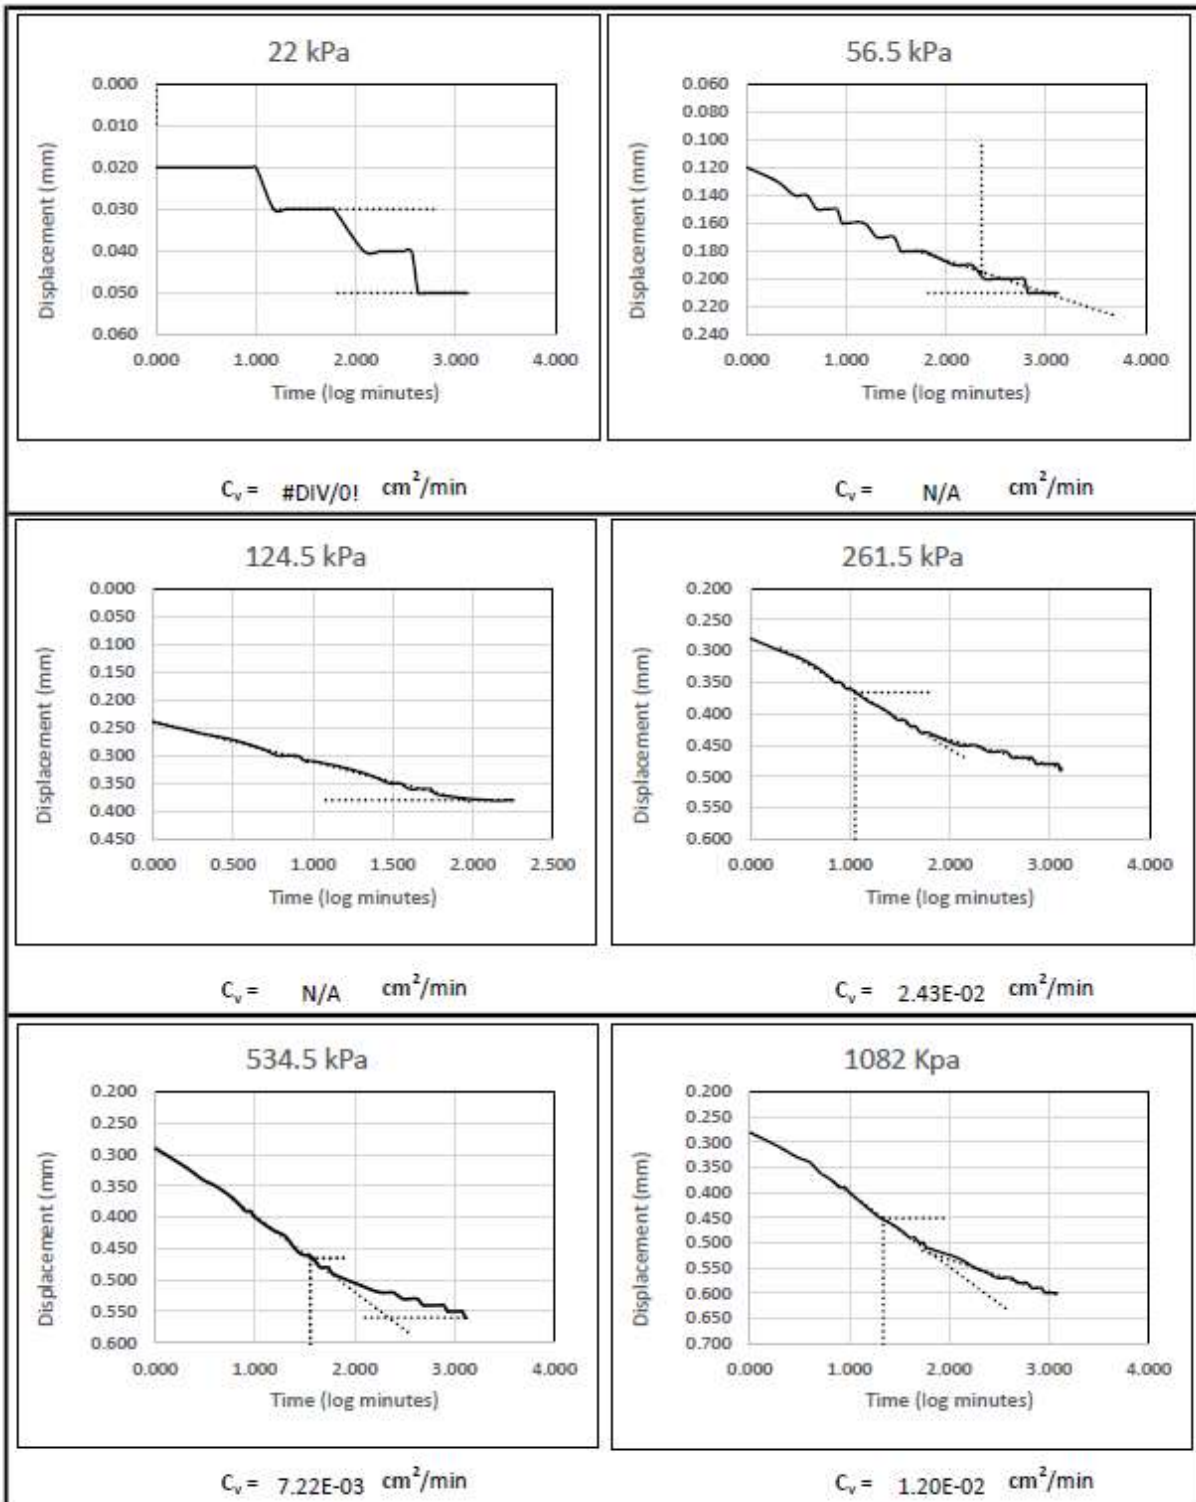 22 kPa
Displacement (mm)
0.000
0.010
0.020
0.030
0.040
0.050
0.060
0.000 1.000 2.000 3.000 4.000
Time (log minutes)
Cv = #DIV/0! cm²/min
56.5 kPa
Displacement (mm)
0.060
0.080
0.100
0.120
0.140
0.160
0.180
0.200
0.220
0.240
0.000 1.000 2.000 3.000 4.000
Time (log minutes)
Cv = N/A cm²/min
124.5 kPa
Displacement (mm)
0.000
0.050
0.100
0.150
0.200
0.250
0.300
0.350
0.400
0.450
0.000 0.500 1.000 1.500 2.000 2.500
Time (log minutes)
Cv = N/A cm²/min
261.5 kPa
Displacement (mm)
0.200
0.250
0.300
0.350
0.400
0.450
0.500
0.550
0.600
0.000 1.000 2.000 3.000 4.000
Time (log minutes)
Cv = 2.43E-02 cm²/min
534.5 kPa
Displacement (mm)
0.200
0.250
0.300
0.350
0.400
0.450
0.500
0.550
0.600
0.000 1.000 2.000 3.000 4.000
Time (log minutes)
Cv = 7.22E-03 cm²/min
1082 Kpa
Displacement (mm)
0.200
0.250
0.300
0.350
0.400
0.450
0.500
0.550
0.600
0.650
0.700
0.000 1.000 2.000 3.000 4.000
Time (log minutes)
Cv = 1.20E-02 cm²/min